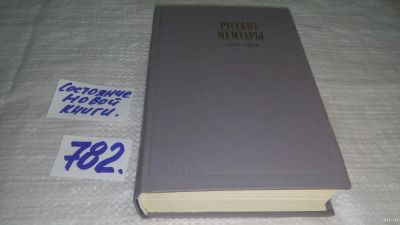 РУССКИЕ
МЕМУАРЫ
Состояние
новой
книги.
782.